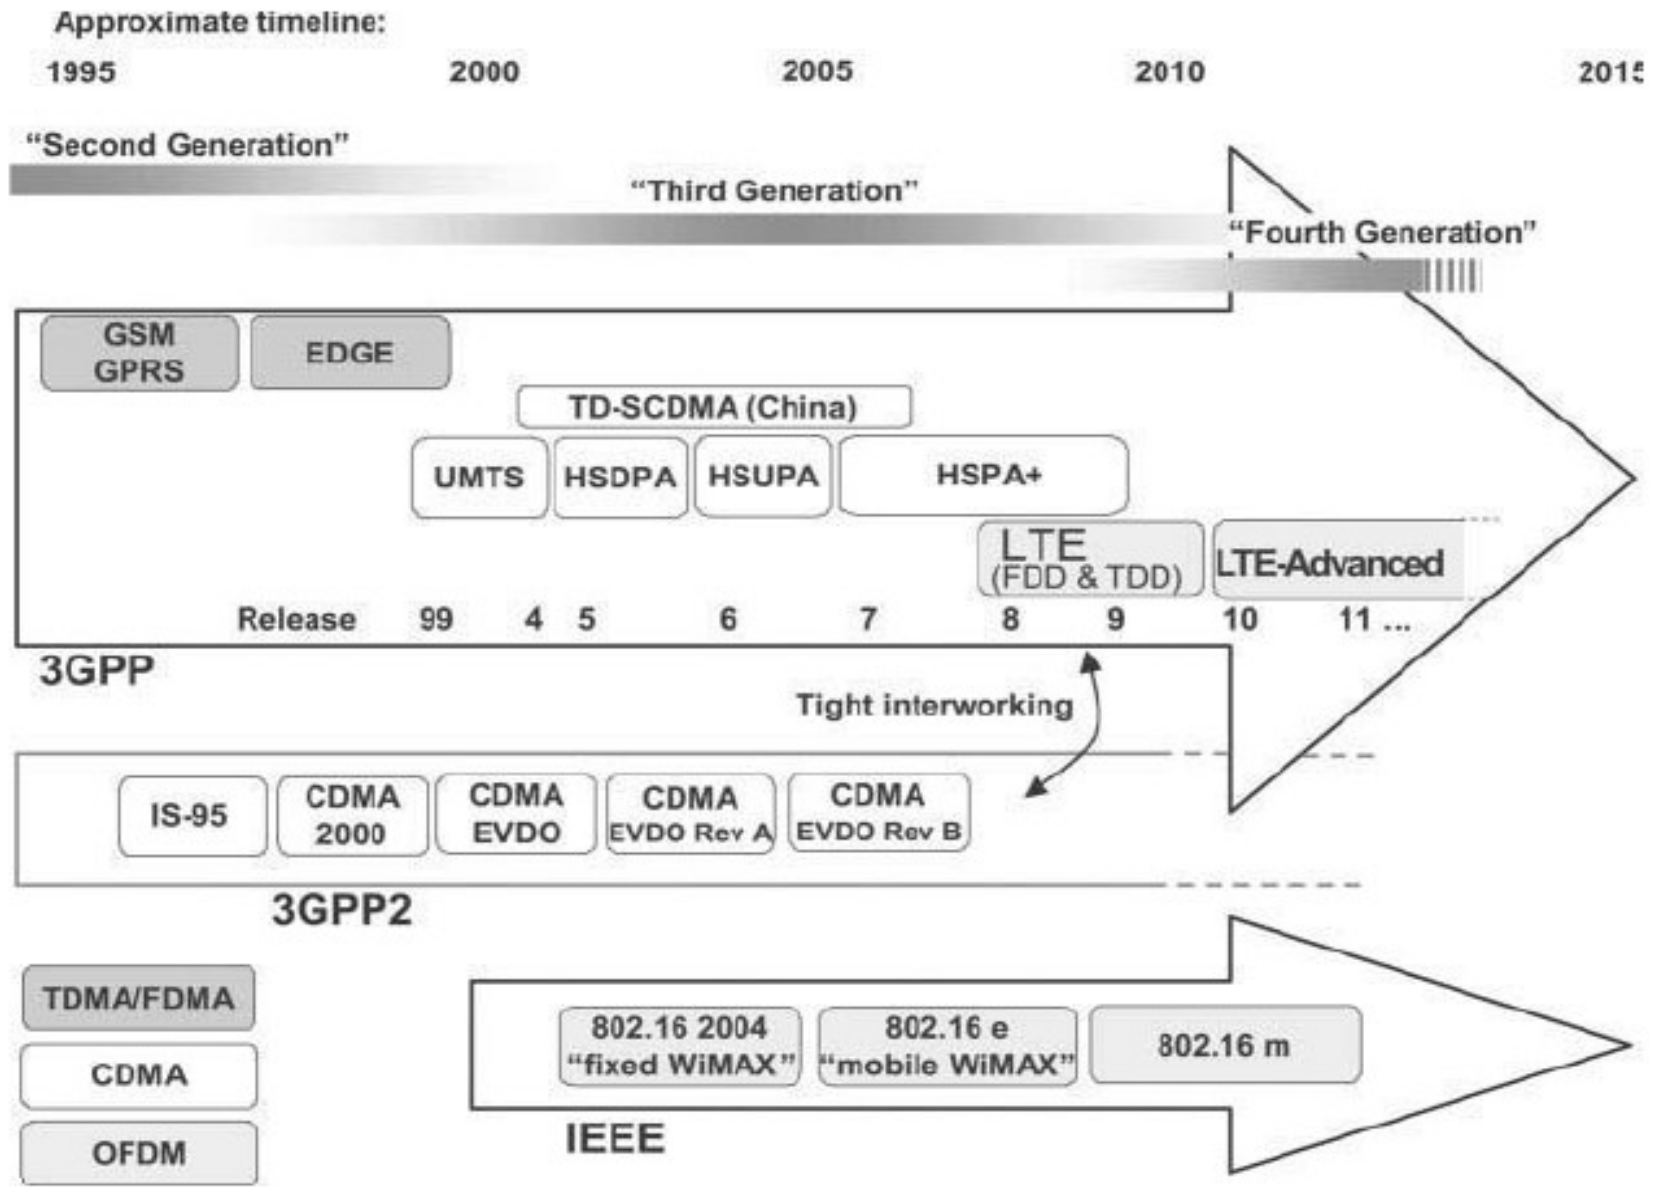 Approximate timeline:
1995 2000 2005 2010 2015
“Second Generation”
“Third Generation”
“Fourth Generation”
GSM
GPRS
EDGE
TD-SCDMA (China)
UMTS
HSDPA
HSUPA
HSPA+
LTE
(FDD & TDD)
LTE-Advanced
Release 99 4 5 6 7 8 9 10 11 ...
3GPP
Tight interworking
IS-95
CDMA
2000
CDMA
EVDO
CDMA
EVDO Rev A
CDMA
EVDO Rev B
3GPP2
TDMA/FDMA
CDMA
OFDM
802.16 2004
“fixed WiMAX”
802.16 e
“mobile WiMAX”
802.16 m
IEEE